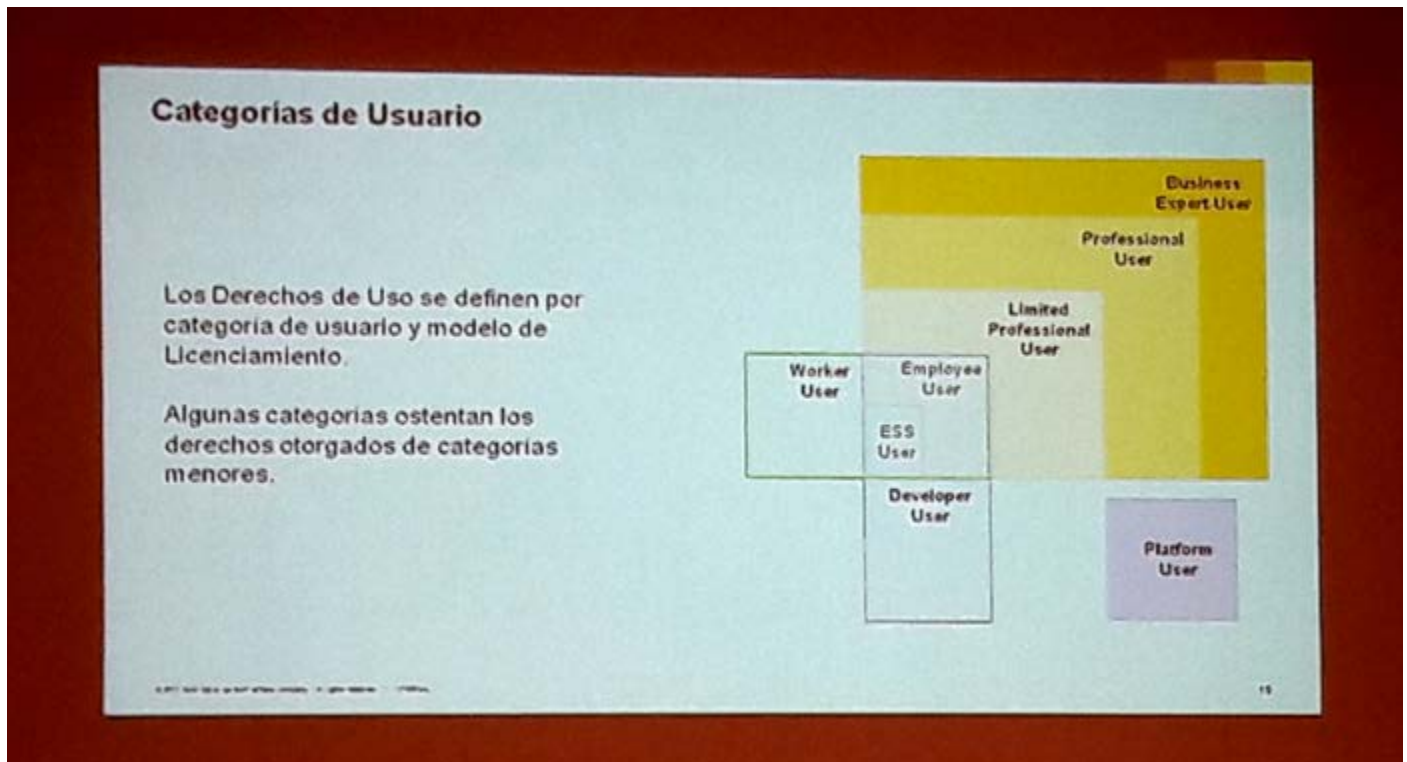 Categorías de Usuario
Los Derechos de Uso se definen por
categoría de usuario y modelo de
Licenciamiento.
Algunas categorías ostentan los
derechos otorgados de categorías
menores.
Business
Expert User
Professional
User
Limited
Professional
User
Worker
User
Employee
User
ESS
User
Developer
User
Platform
User
15